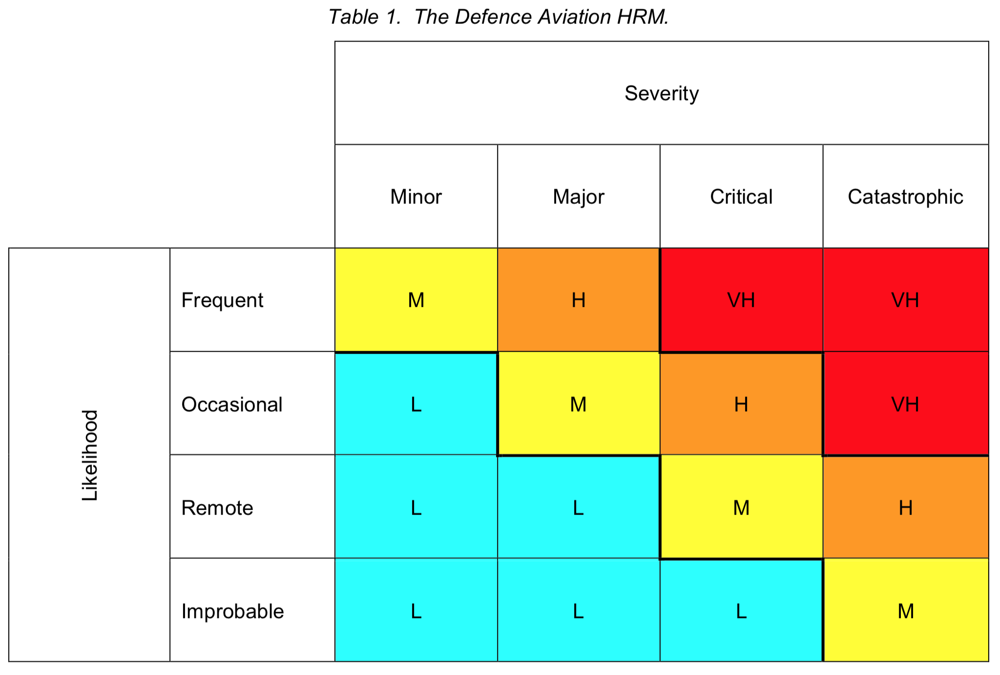 Table 1.  The Defence Aviation HRM.
Severity
Minor Major Critical Catastrophic
Likelihood
Frequent M H VH VH
Occasional L M H VH
Remote L L M H
Improbable L L L M